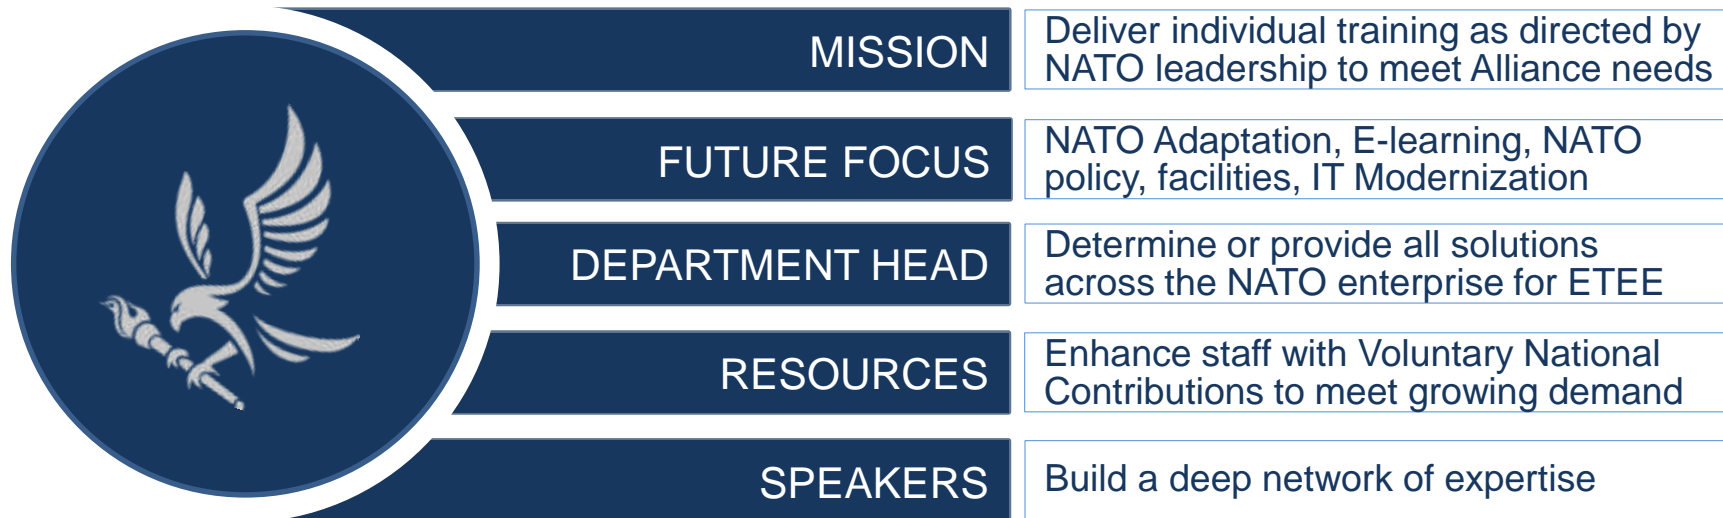 MISSION
Deliver individual training as directed by
NATO leadership to meet Alliance needs
FUTURE FOCUS
NATO Adaptation, E-learning, NATO
policy, facilities, IT Modernization
DEPARTMENT HEAD
Determine or provide all solutions
across the NATO enterprise for ETEE
RESOURCES
Enhance staff with Voluntary National
Contributions to meet growing demand
SPEAKERS
Build a deep network of expertise